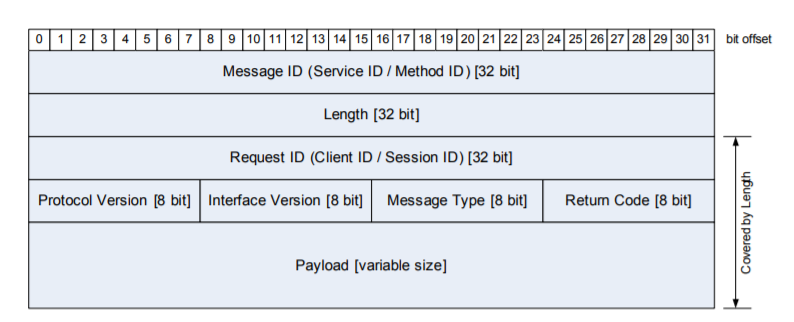 0 1 2 3 4 5 6 7 8 9 10 11 12 13 14 15 16 17 18 19 20 21 22 23 24 25 26 27 28 29 30 31 bit offset
Message ID (Service ID / Method ID) [32 bit]
Length [32 bit]
Request ID (Client ID / Session ID) [32 bit]
Protocol Version [8 bit] Interface Version [8 bit] Message Type [8 bit] Return Code [8 bit]
Payload [variable size]
Covered by Length